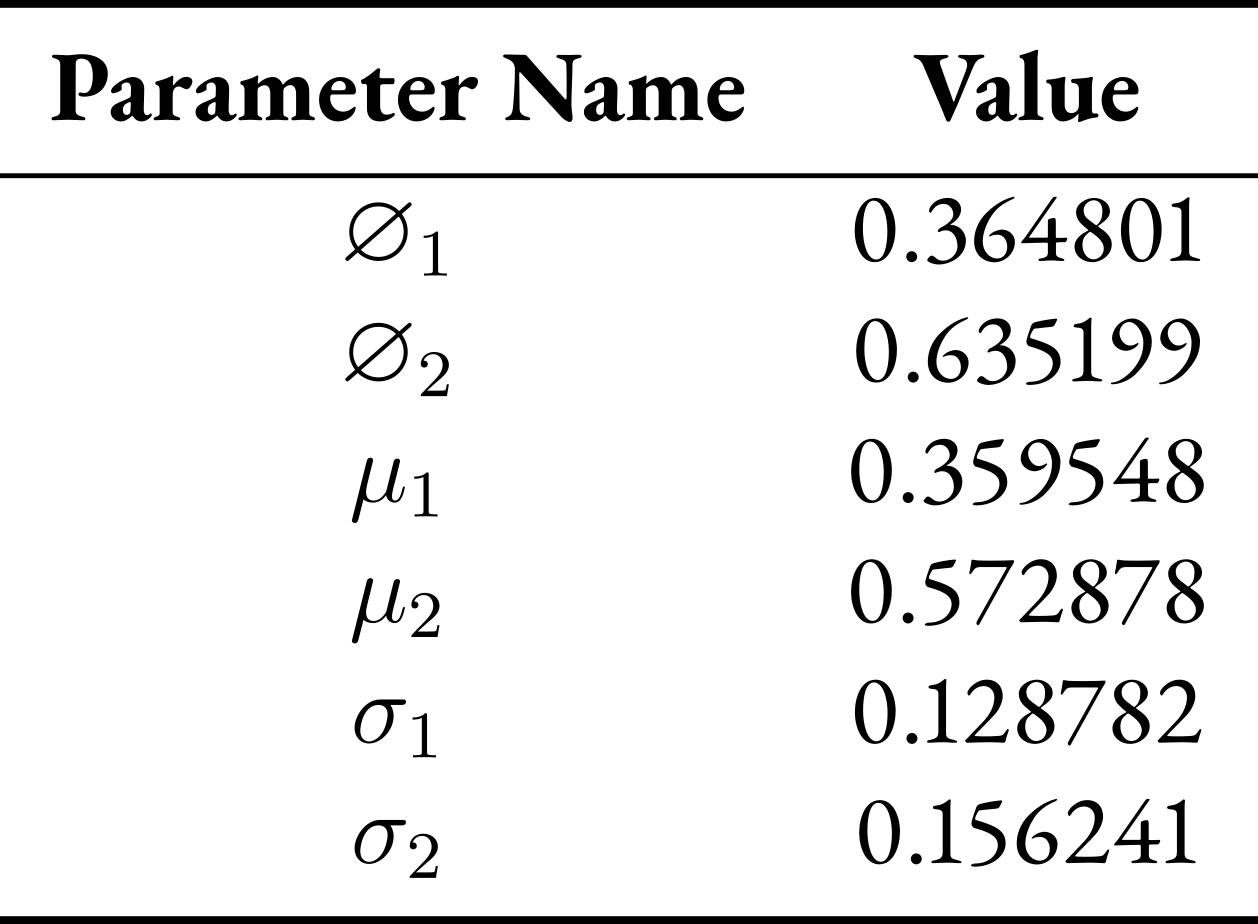 Parameter Name Value
∅₁ 0.364801
∅₂ 0.635199
μ₁ 0.359548
μ₂ 0.572878
σ₁ 0.128782
σ₂ 0.156241